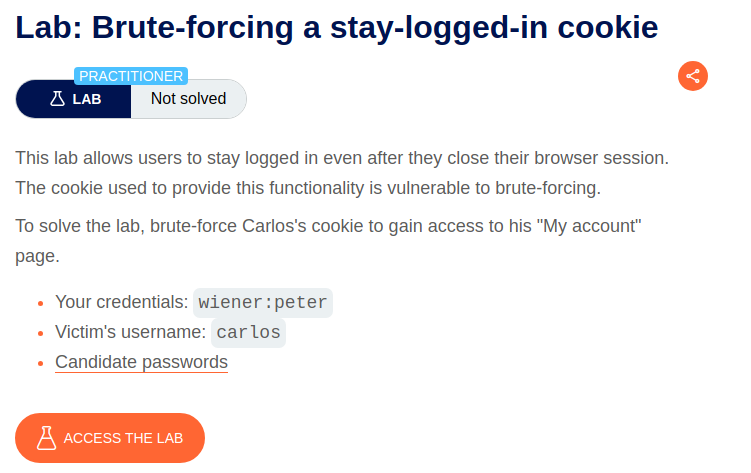 Lab: Brute-forcing a stay-logged-in cookie
PRACTITIONER
LAB
Not solved
This lab allows users to stay logged in even after they close their browser session.
The cookie used to provide this functionality is vulnerable to brute-forcing.
To solve the lab, brute-force Carlos's cookie to gain access to his "My account"
page.
Your credentials: wiener:peter
Victim's username: carlos
Candidate passwords
ACCESS THE LAB